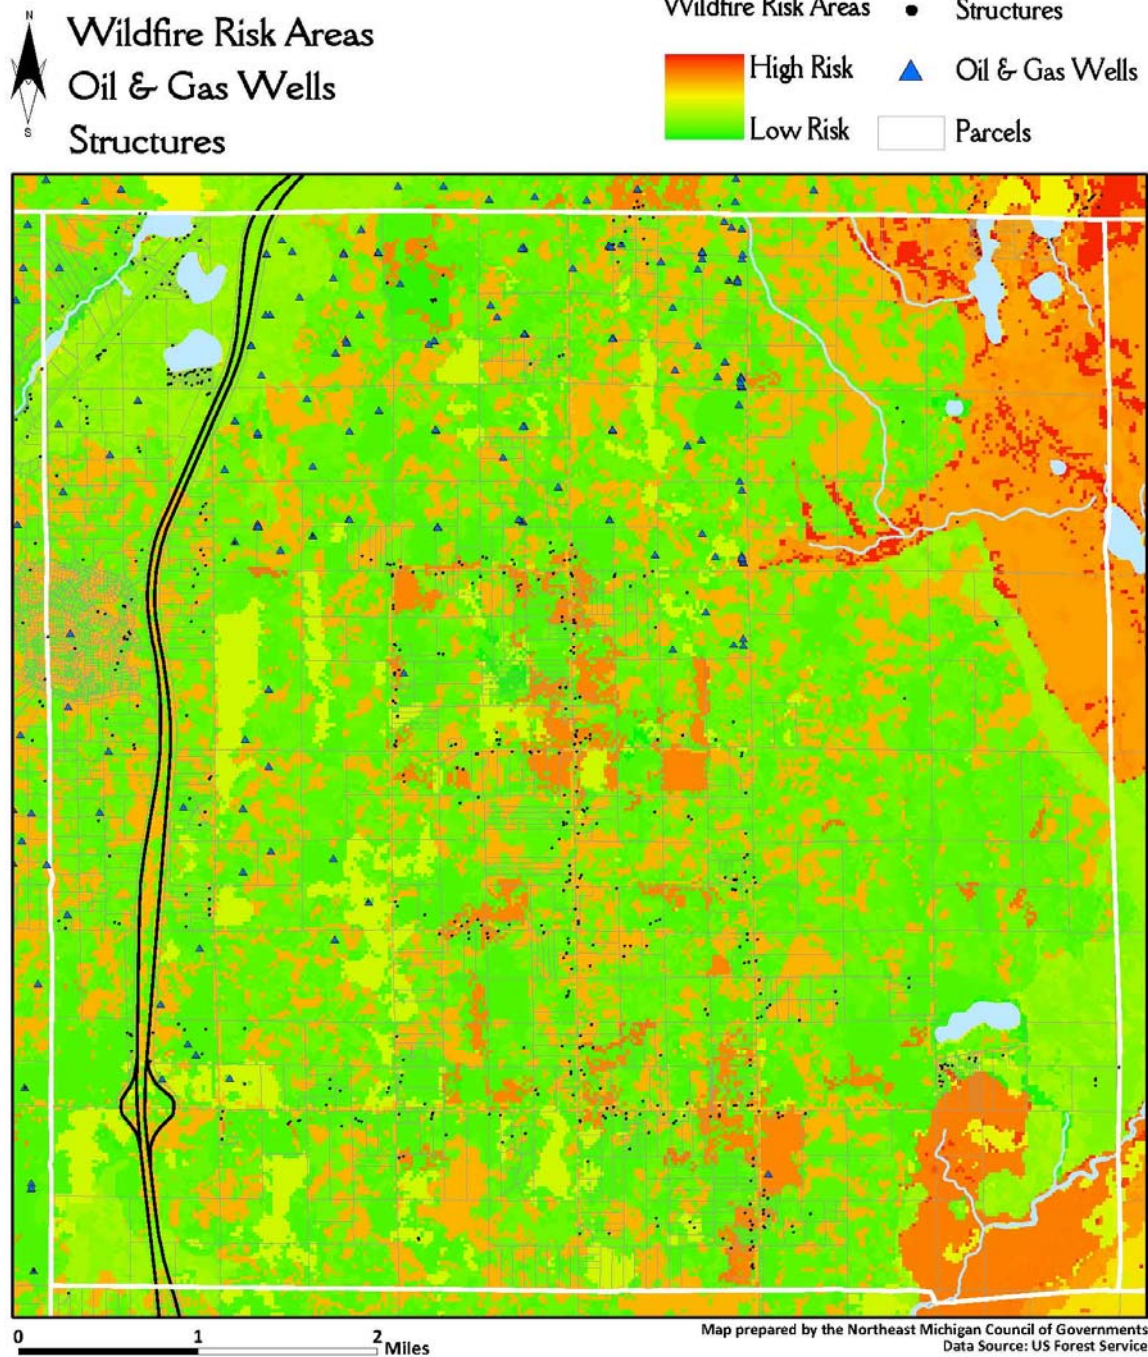 N
S
Wildfire Risk Areas
Oil & Gas Wells
Structures
Wildfire Risk Areas
Structures
High Risk
Oil & Gas Wells
Low Risk
Parcels
0 1 2 Miles
Map prepared by the Northeast Michigan Council of Governments
Data Source: US Forest Service